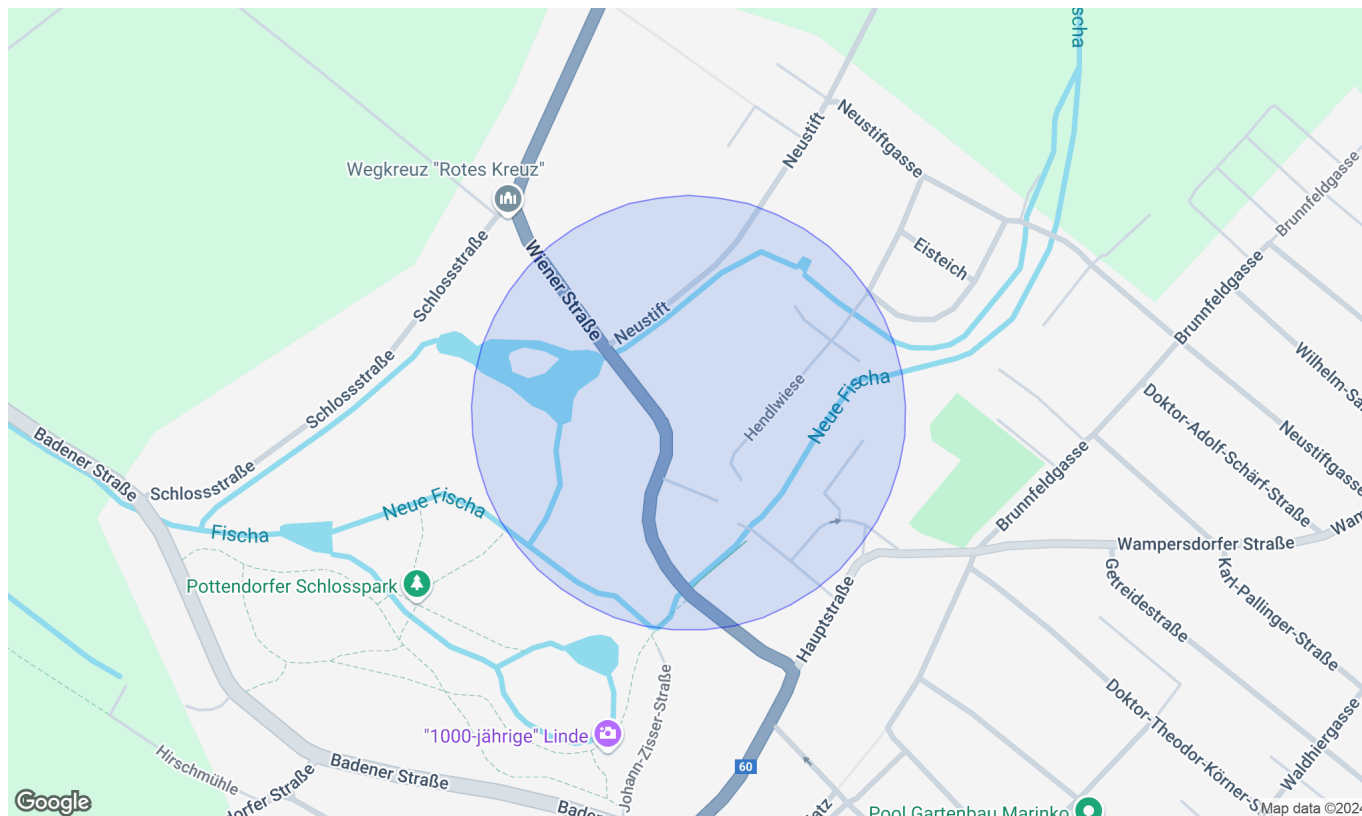 Fischa
Neustiftgasse
Neustift
Brunnfeldgasse
Wegkreuz "Rotes Kreuz"
Schlossstraße
Wiener Straße
Eisteich
Brunnfeldgasse
Neustift
Schlossstraße
Hendlwiese
Neue Fischa
Doktor-Adolf-Schärf-Straße
Neustiftgasse
Badener Straße
Schlossstraße
Neue Fischa
Brunnfeldgasse
Fischa
Wampersdorfer Straße
Pottendorfer Schlosspark
Getreidestraße
Karl-Pallinger-Straße
Hauptstraße
"1000-jährige" Linde
Johann-Zisser-Straße
Doktor-Theodor-Körner-S
Waldhiergasse
Hirschmühle
Badener Straße
60
dorfer Straße
Google
Pool Gartenbau Marinko
Map data ©2024